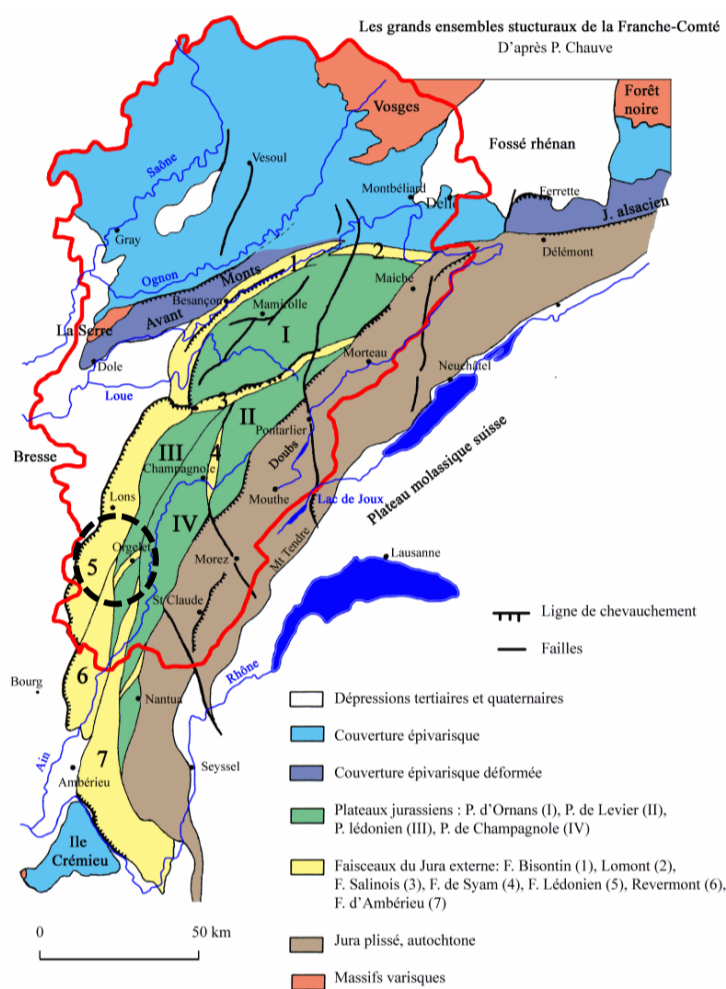 Les grands ensembles stucturaux de la Franche-Comté
D'après P. Chauve
Vosges
Forêt
noire
Fossé rhénan
Saône
Vesoul
Montbéliard
Delle
Ferrette
J. alsacien
Gray
Délémont
Ognon
Monts
1
2
Besançon
Avant
Mamirolle
Maiche
La Serre
I
Dole
Morteau
Neuchâtel
Loue
3
II
Pontarlier
III
Champagnole
4
Doubs
Plateau molassique suisse
Bresse
Mouthe
Lac de Joux
Lons
IV
Orgelet
Mt Tendre
Lausanne
5
Morez
St Claude
Ligne de chevauchement
Failles
Rhône
6
Bourg
Nantua
Dépressions tertiaires et quaternaires
Couverture épivarisque
Ain
7
Seyssel
Couverture épivarisque déformée
Ambérieu
Plateaux jurassiens : P. d'Ornans (I), P. de Levier (II),
P. lédonien (III), P. de Champagnole (IV)
Ile
Crémieu
Faisceaux du Jura externe: F. Bisontin (1), Lomont (2),
F. Salinois (3), F. de Syam (4), F. Lédonien (5), Revermont (6),
F. d'Ambérieu (7)
0 50 km
Jura plissé, autochtone
Massifs varisques